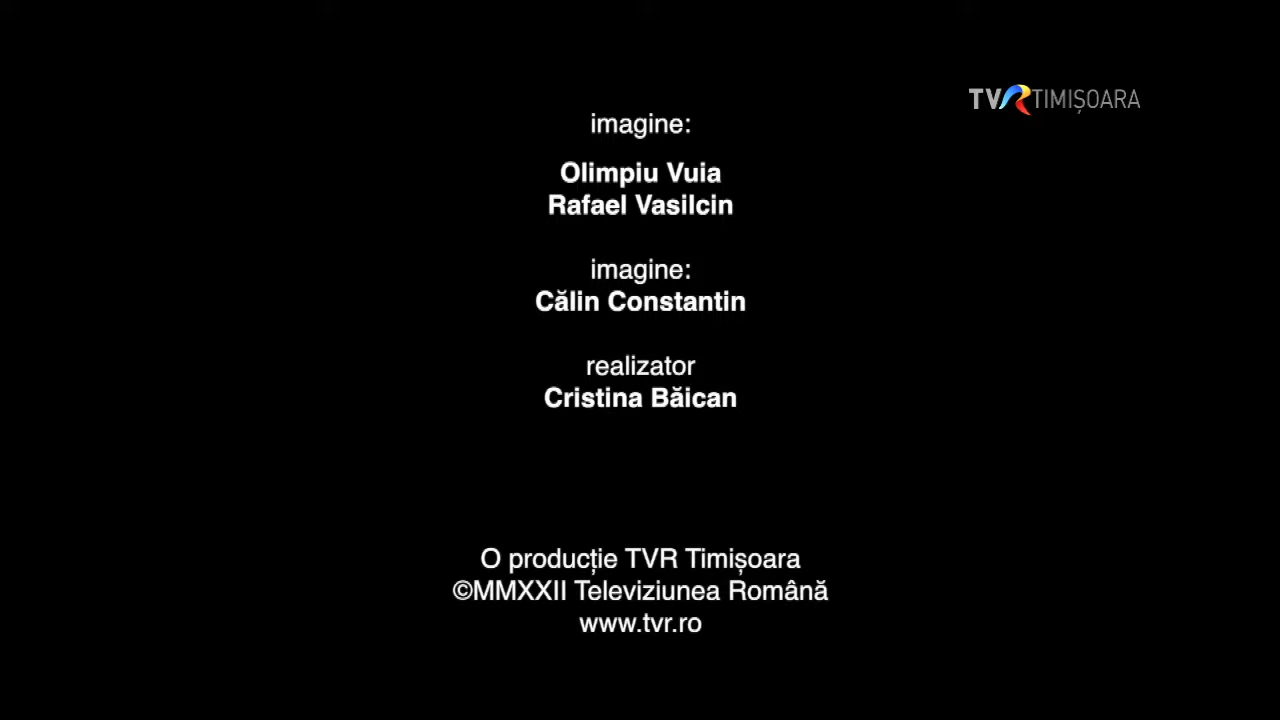 TVR TIMIȘOARA
imagine:
Olimpiu Vuia
Rafael Vasilcin
imagine:
Călin Constantin
realizator
Cristina Băican
O producție TVR Timișoara
©MMXXII Televiziunea Română
www.tvr.ro